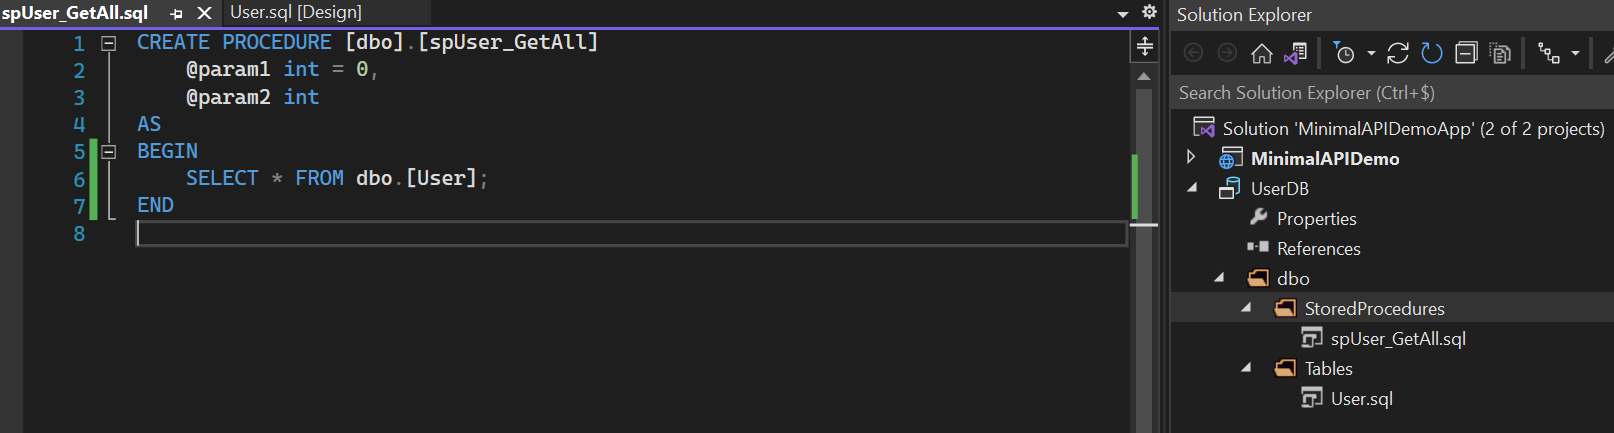 spUser_GetAll.sql
User.sql [Design]
1 CREATE PROCEDURE [dbo].[spUser_GetAll]
2 @param1 int = 0,
3 @param2 int
4 AS
5 BEGIN
6 SELECT * FROM dbo.[User];
7 END
8
Solution Explorer
Search Solution Explorer (Ctrl+$)
Solution 'MinimalAPIDemoApp' (2 of 2 projects)
MinimalAPIDemo
UserDB
Properties
References
dbo
StoredProcedures
spUser_GetAll.sql
Tables
User.sql